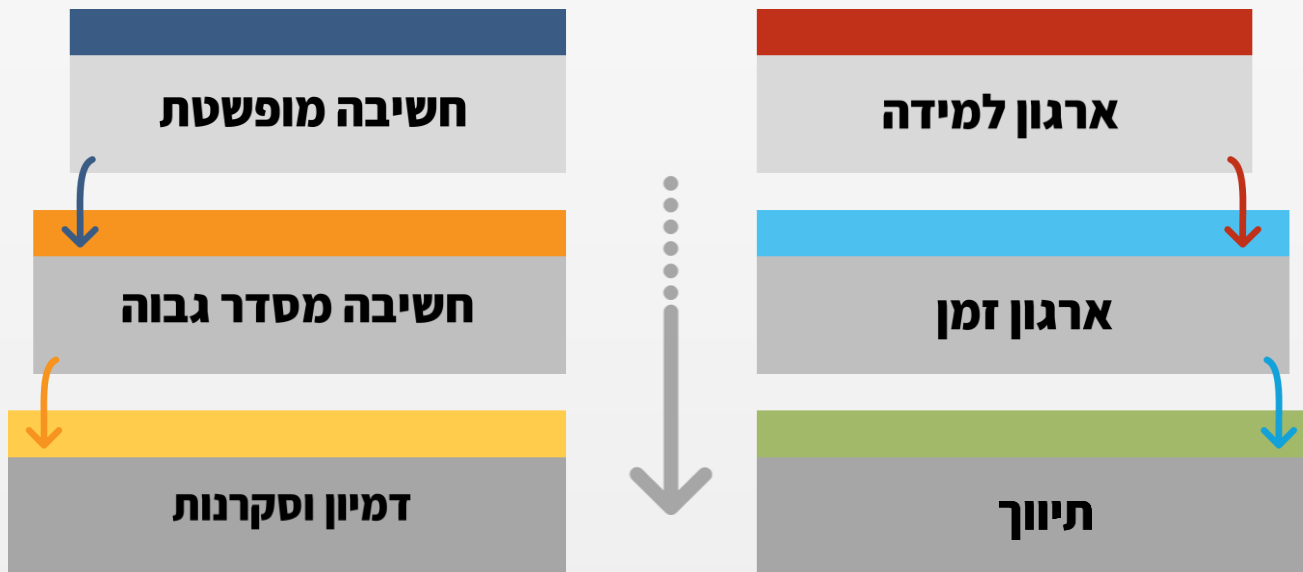 ארגון למידה
ארגון זמן
תיווך
חשיבה מופשטת
חשיבה מסדר גבוה
דמיון וסקרנות